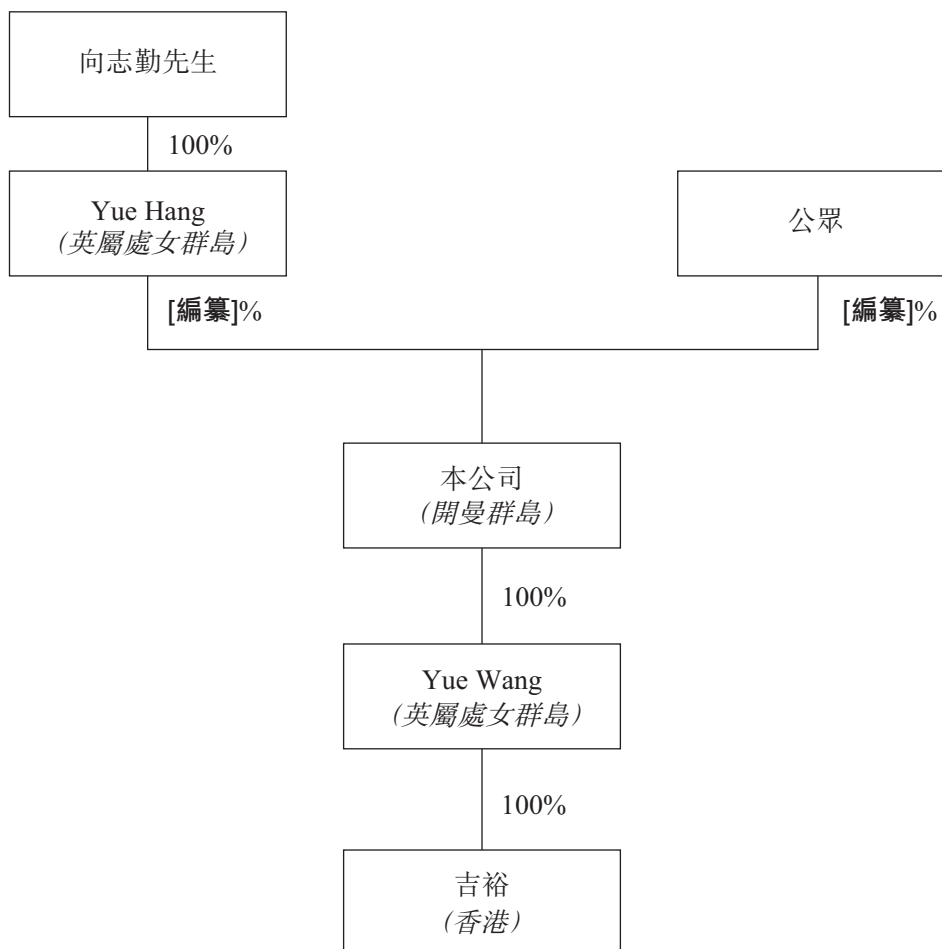 向志勤先生
100%
Yue Hang
(英屬處女群島)
公眾
[編纂]%
[編纂]%
本公司
(開曼群島)
100%
Yue Wang
(英屬處女群島)
100%
吉裕
(香港)